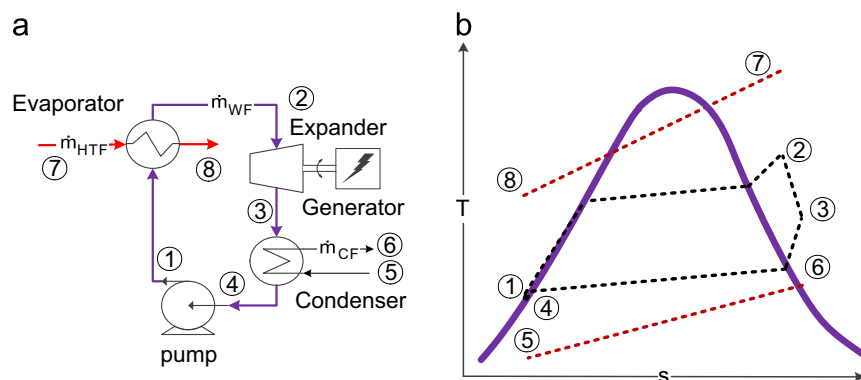 a
b
Evaporator
ṁWF
②
Expander
ṁHTF
⑦
⑧
Generator
③
ṁCF
⑥
⑤
Condenser
①
④
pump
⑦
②
⑧
T
③
①
④
⑥
⑤
s